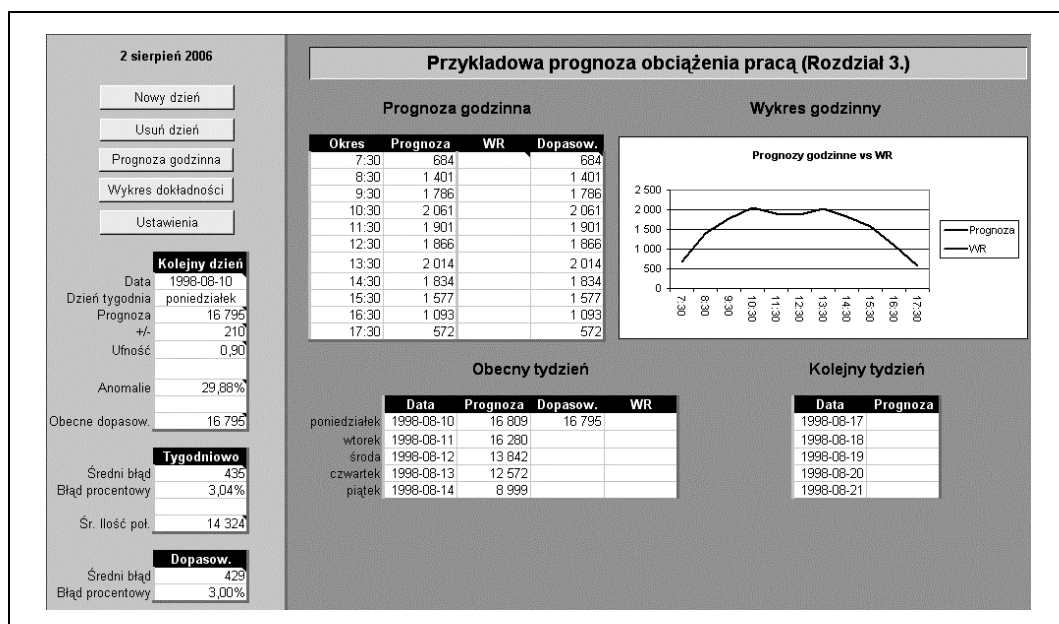 2 sierpień 2006
Nowy dzień
Usuń dzień
Prognoza godzinna
Wykres dokładności
Ustawienia
Kolejny dzień
Data 1998-08-10
Dzień tygodnia poniedziałek
Prognoza 16 795
+/- 210
Ufność 0,90
Anomalie 29,88%
Obecne dopasow. 16 795
Tygodniowo
Średni błąd 435
Błąd procentowy 3,04%
Śr. Ilość poł. 14 324
Dopasow.
Średni błąd 429
Błąd procentowy 3,00%
Przykładowa prognoza obciążenia pracą (Rozdział 3.)
Prognoza godzinna
Okres Prognoza WR Dopasow.
7:30 684 684
8:30 1 401 1 401
9:30 1 786 1 786
10:30 2 061 2 061
11:30 1 901 1 901
12:30 1 866 1 866
13:30 2 014 2 014
14:30 1 834 1 834
15:30 1 577 1 577
16:30 1 093 1 093
17:30 572 572
Wykres godzinny
Prognozy godzinne vs WR
2 500
2 000
1 500
1 000
500
0
7:30 8:30 9:30 10:30 11:30 12:30 13:30 14:30 15:30 16:30 17:30
Prognoza
WR
Obecny tydzień
Data Prognoza Dopasow. WR
poniedziałek 1998-08-10 16 809 16 795
wtorek 1998-08-11 16 280
środa 1998-08-12 13 842
czwartek 1998-08-13 12 572
piątek 1998-08-14 8 999
Kolejny tydzień
Data Prognoza
1998-08-17
1998-08-18
1998-08-19
1998-08-20
1998-08-21